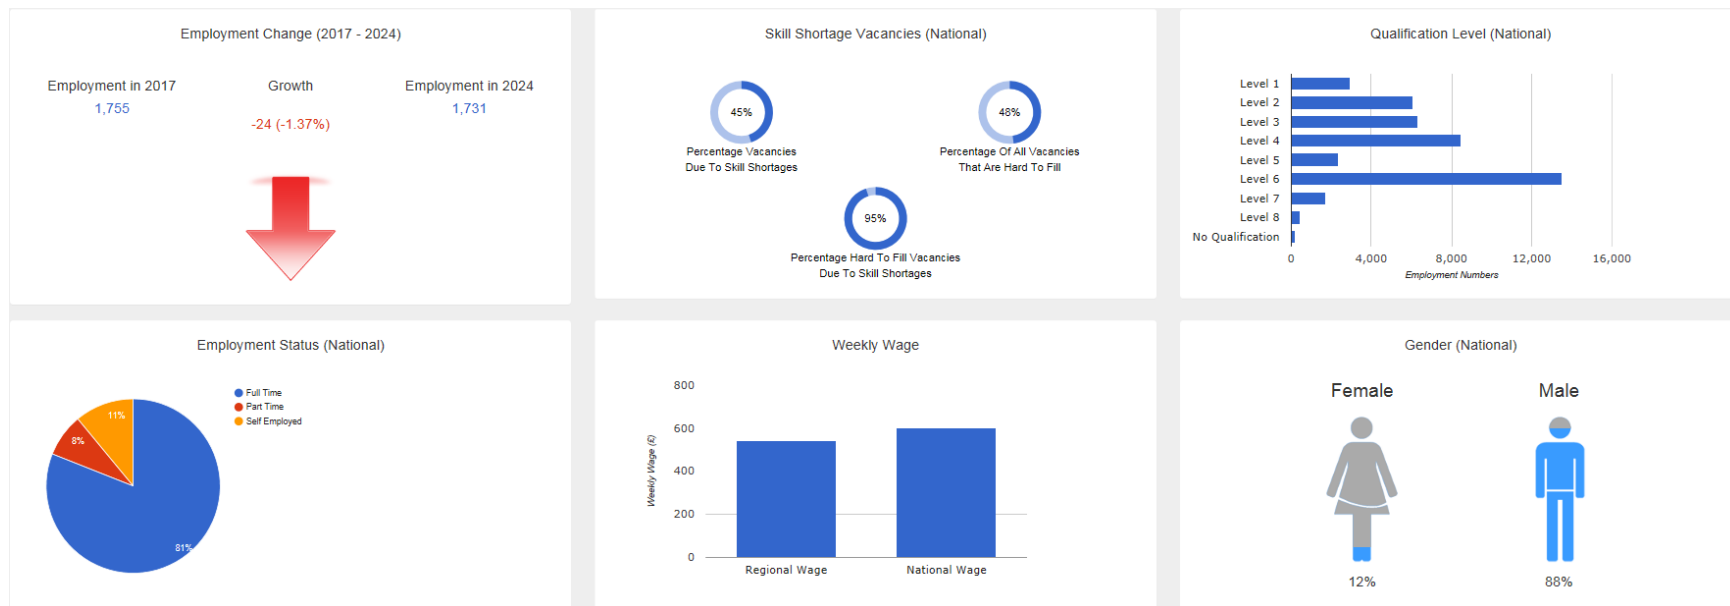 Employment Change (2017 - 2024)
Employment in 2017
1,755
Growth
-24 (-1.37%)
Employment in 2024
1,731
Skill Shortage Vacancies (National)
45%
Percentage Vacancies
Due To Skill Shortages
48%
Percentage Of All Vacancies
That Are Hard To Fill
95%
Percentage Hard To Fill Vacancies
Due To Skill Shortages
Qualification Level (National)
Level 1
Level 2
Level 3
Level 4
Level 5
Level 6
Level 7
Level 8
No Qualification
0 4,000 8,000 12,000 16,000
Employment Numbers
Employment Status (National)
Full Time
Part Time
Self Employed
11%
8%
81%
Weekly Wage
800
600
400
200
0
Weekly Wage (£)
Regional Wage National Wage
Gender (National)
Female Male
12% 88%